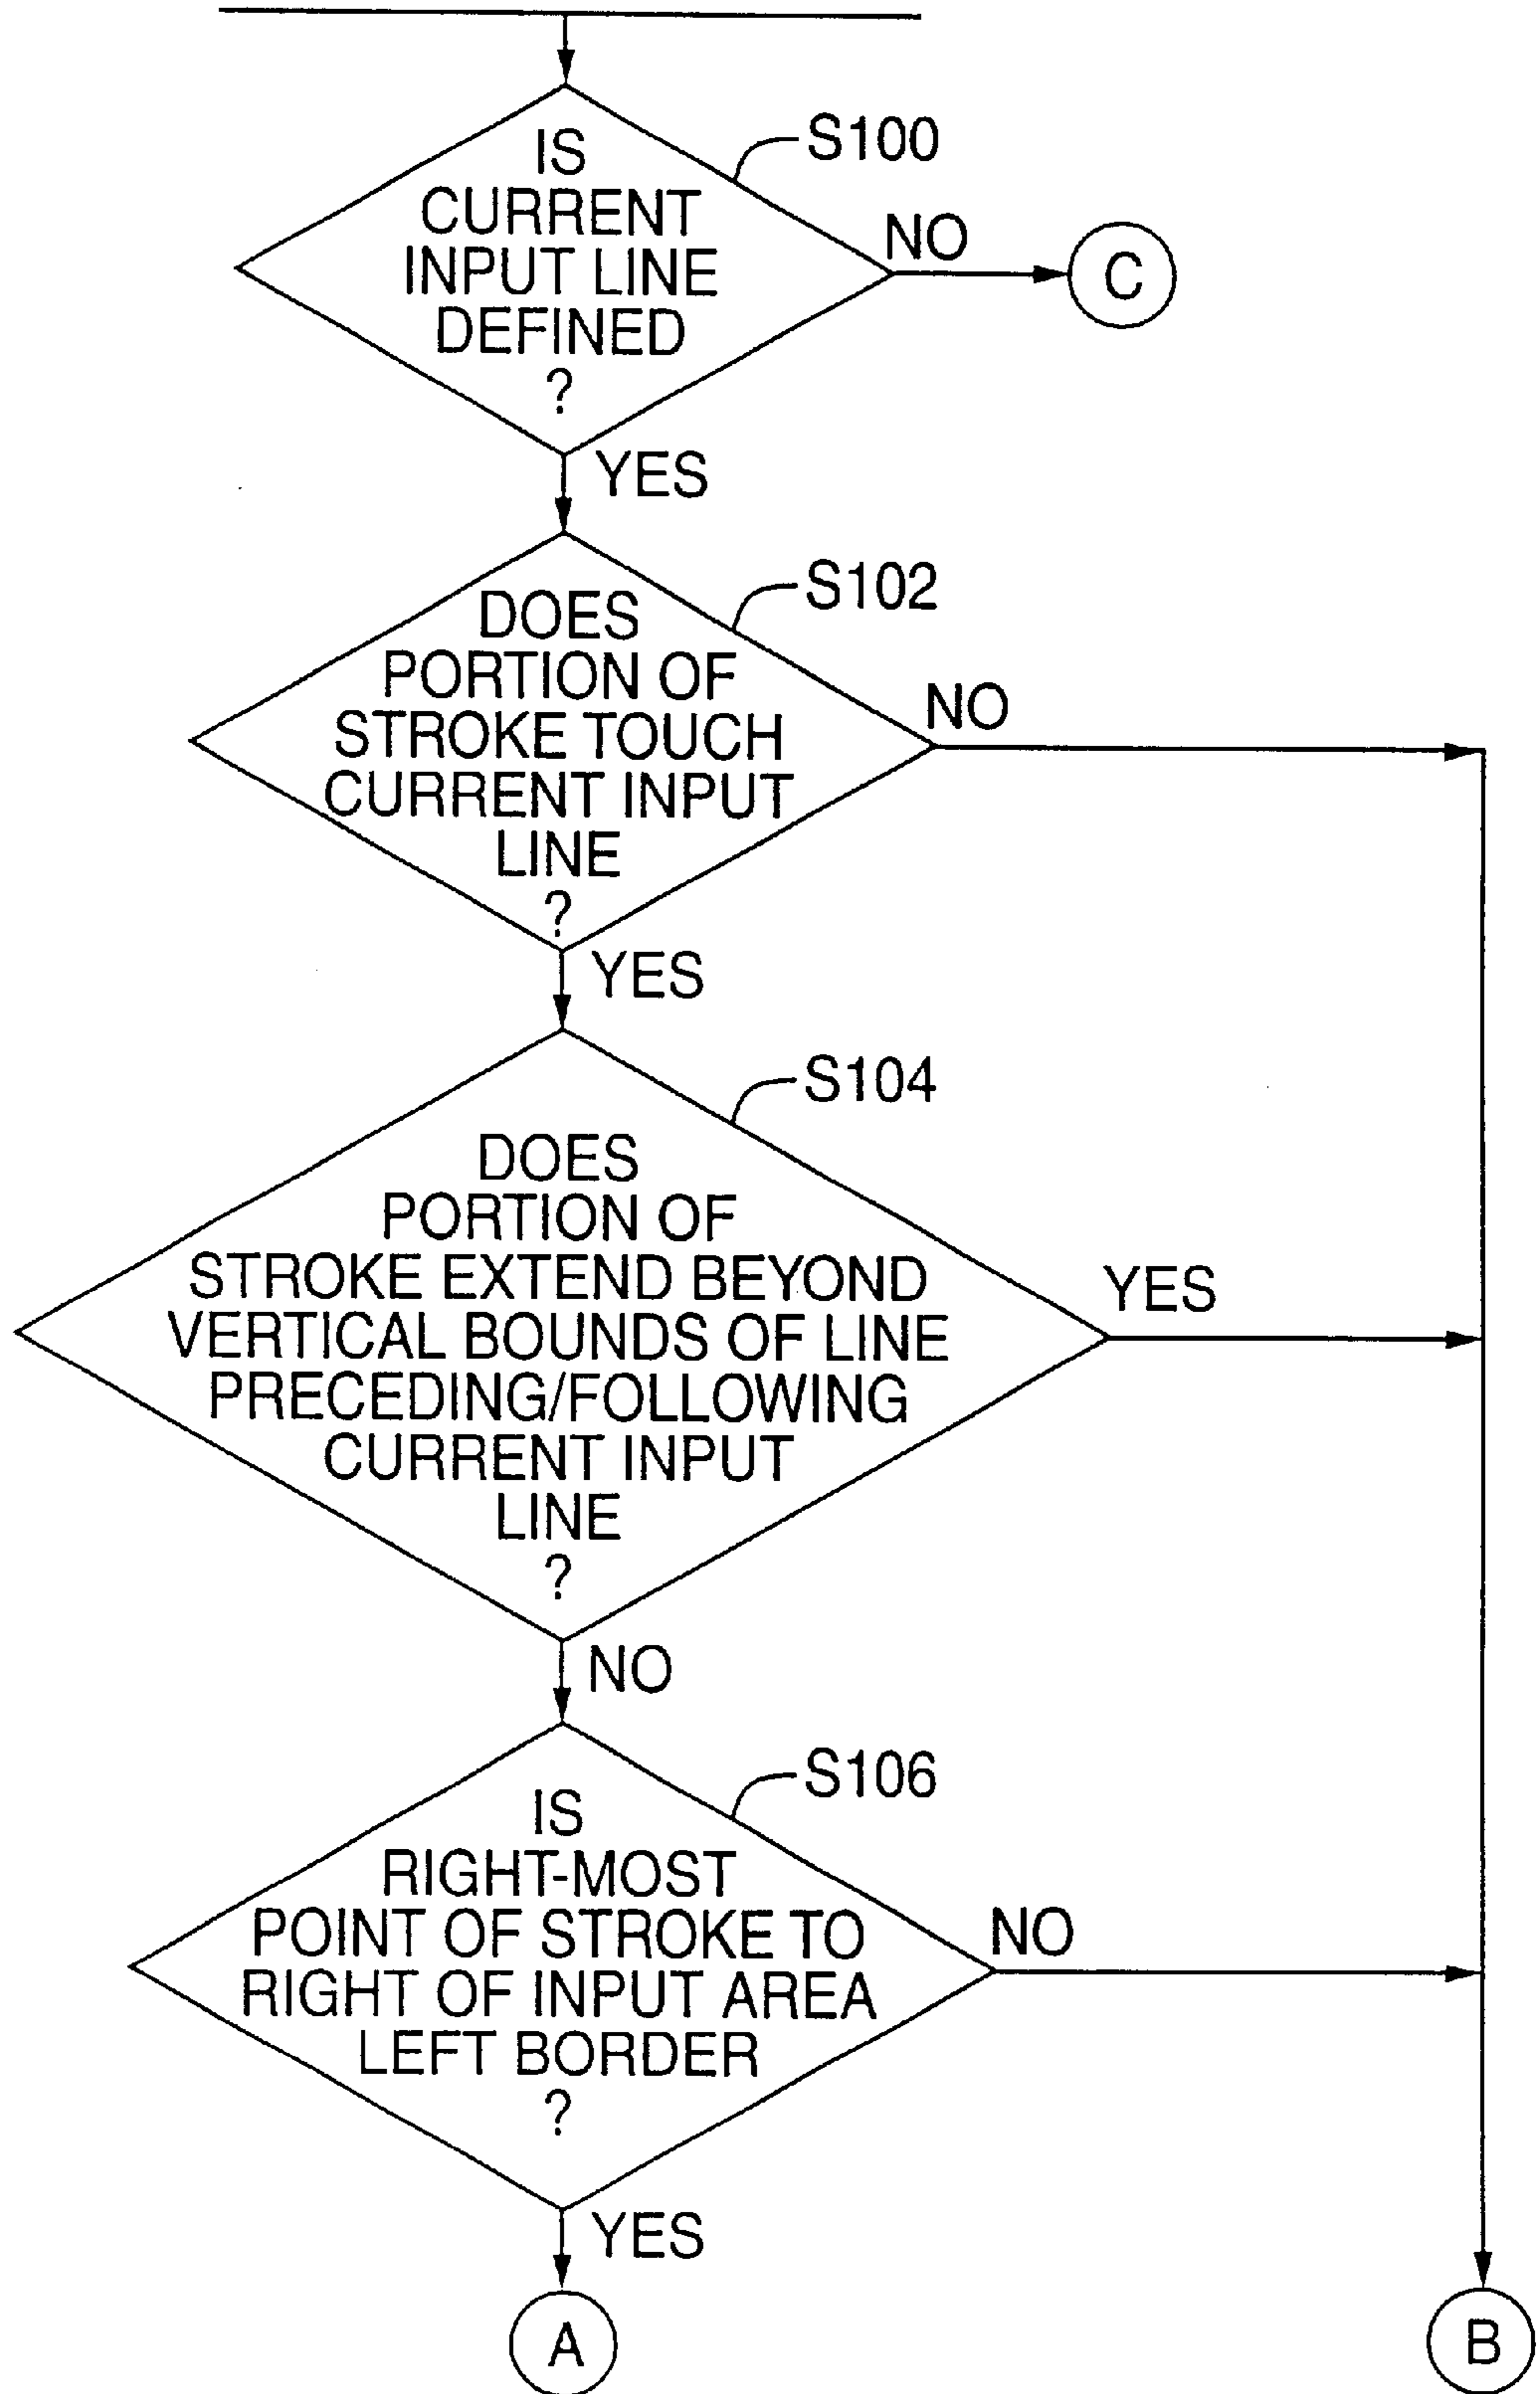 S100
IS
CURRENT
INPUT LINE
DEFINED
?
NO
C
YES
S102
DOES
PORTION OF
STROKE TOUCH
CURRENT INPUT
LINE
?
NO
YES
S104
DOES
PORTION OF
STROKE EXTEND BEYOND
VERTICAL BOUNDS OF LINE
PRECEDING/FOLLOWING
CURRENT INPUT
LINE
?
YES
NO
S106
IS
RIGHT-MOST
POINT OF STROKE TO
RIGHT OF INPUT AREA
LEFT BORDER
?
NO
YES
A
B